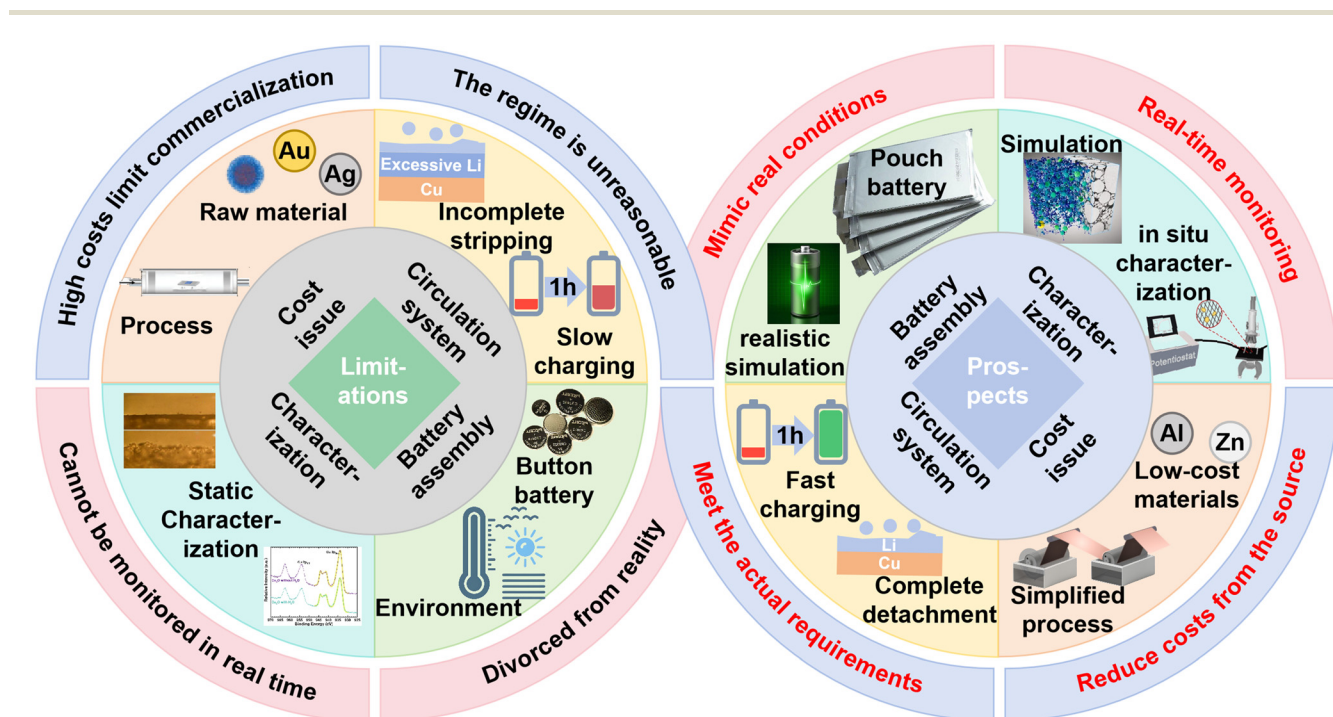 High costs limit commercialization
The regime is unreasonable
Au
Ag
Raw material
Process
Excessive Li
Cu
Incomplete
stripping
1h
Slow
charging
Cost
issue
Circulation
system
Limit-
ations
Character-
ization
Battery
assembly
Static
Character-
ization
Binding Energy (eV)
Button
battery
Environment
Cannot be monitored in real time
Divorced from reality
Mimic real conditions
Real-time monitoring
Pouch
battery
realistic
simulation
Simulation
in situ
character-
ization
Potentiostat
Battery
assembly
Character-
ization
Pros-
pects
Circulation
system
Cost
issue
1h
Fast
charging
Li
Cu
Complete
detachment
Al
Zn
Low-cost
materials
Simplified
process
Meet the actual requirements
Reduce costs from the source